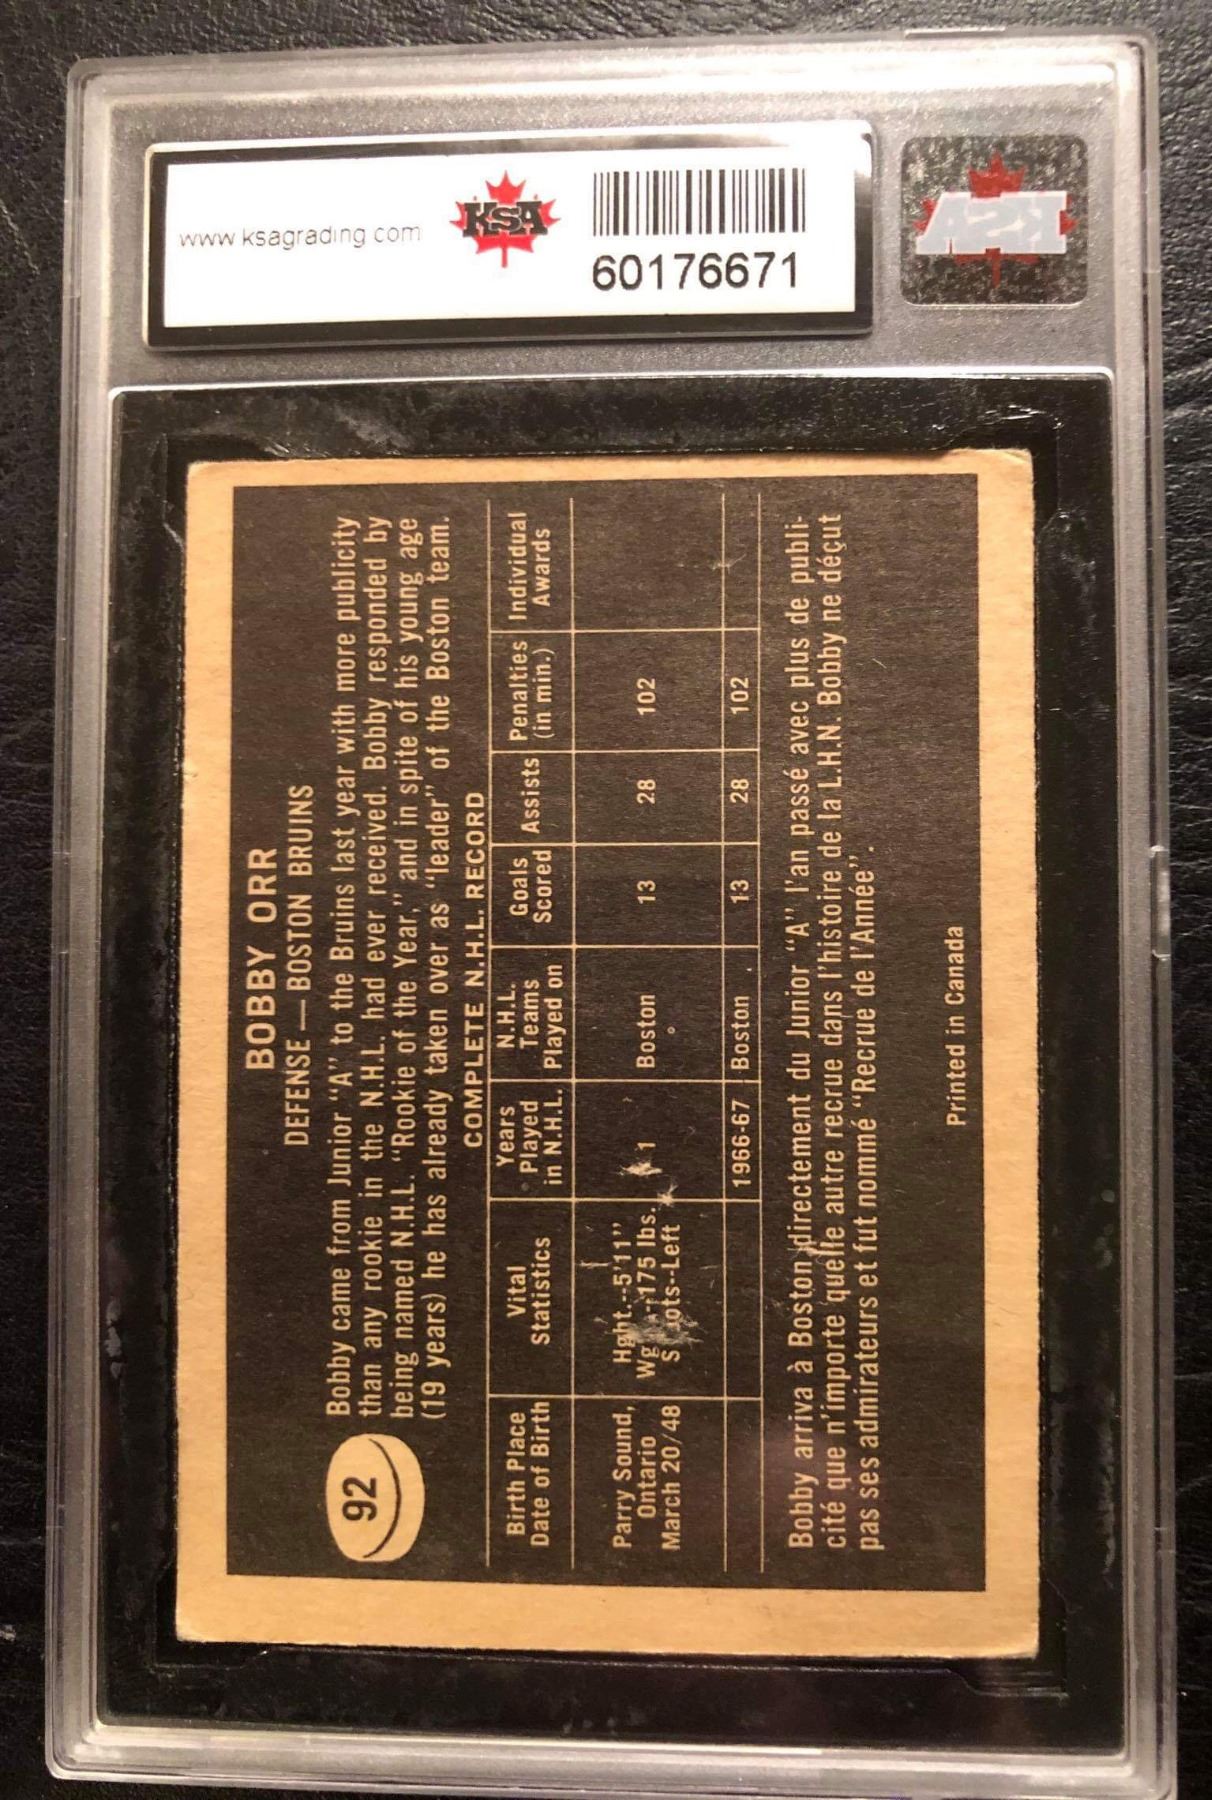 www.ksagrading.com
KSA
60176671
KSA
92
BOBBY ORR
DEFENSE — BOSTON BRUINS
Bobby came from Junior "A" to the Bruins last year with more publicity
than any rookie in the N.H.L. had ever received. Bobby responded by
being named N.H.L. "Rookie of the Year," and in spite of his young age
(19 years) he has already taken over as "leader" of the Boston team.
COMPLETE N.H.L. RECORD
Birth Place
Date of Birth
Vital
Statistics
Years
Played
in N.H.L.
N.H.L.
Teams
Played on
Goals
Scored
Assists
Penalties
(in min.)
Individual
Awards
Parry Sound,
Ontario
March 20/48
Hght.--5'11"
175 lbs.
Left
1
Boston
13
28
102
1966-67
Boston
13
28
102
Bobby arriva à Boston directement du Junior "A" l'an passé avec plus de publi-
cité que n'importe quelle autre recrue dans l'histoire de la L.H.N. Bobby ne déçut
pas ses admirateurs et fut nommé "Recrue de l'Année".
Printed in Canada